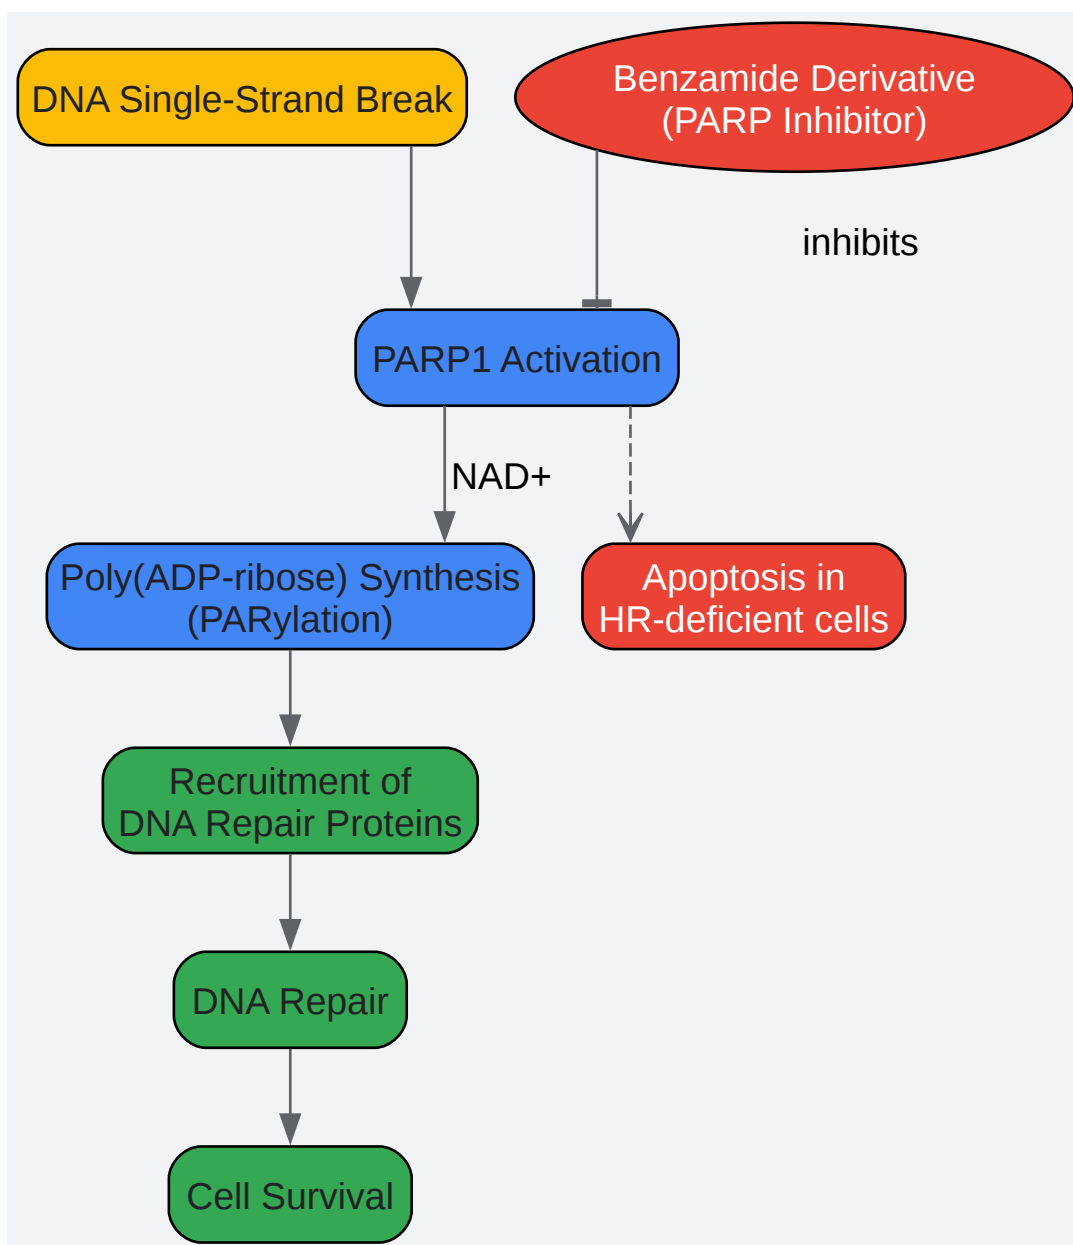 DNA Single-Strand Break
Benzamide Derivative
(PARP Inhibitor)
inhibits
PARP1 Activation
NAD+
Poly(ADP-ribose) Synthesis
(PARylation)
Apoptosis in
HR-deficient cells
Recruitment of
DNA Repair Proteins
DNA Repair
Cell Survival